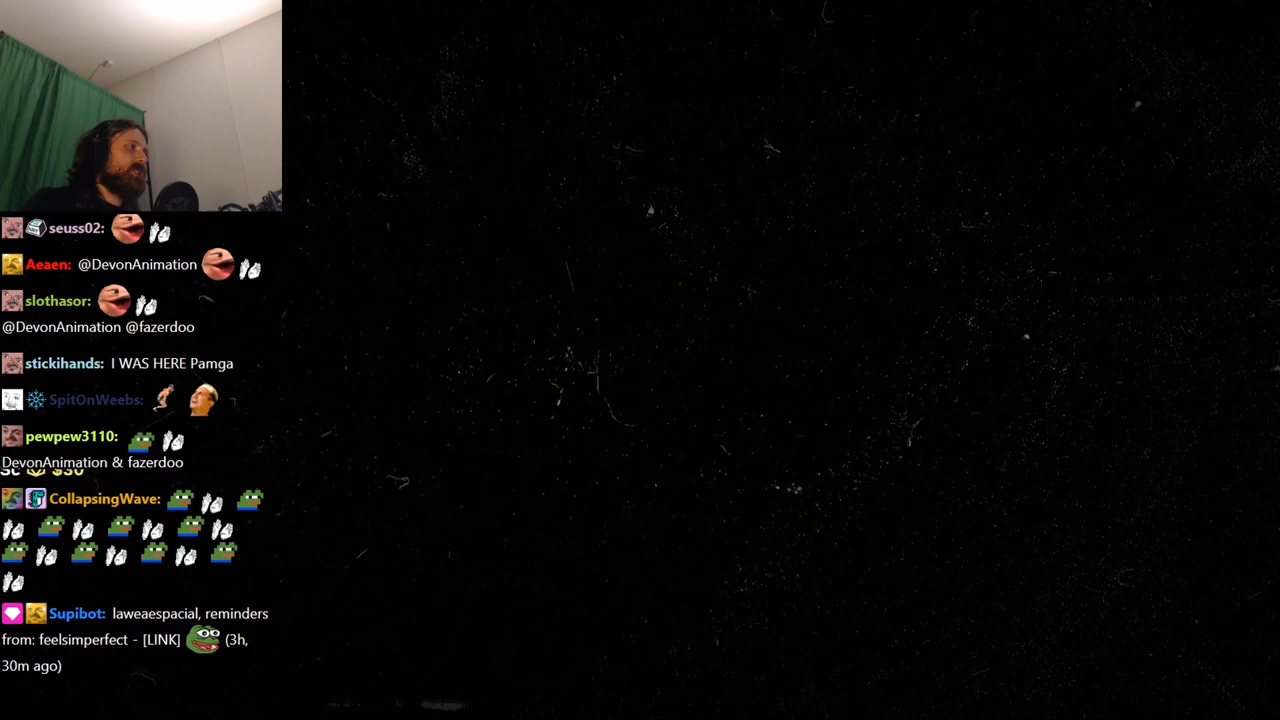 seuss02:
Aeaen: @DevonAnimation
slothasor:
@DevonAnimation @fazerdoo
stickihands: I WAS HERE Pamga
SpitOnWeebs:
pewpew3110:
DevonAnimation & fazerdoo
CollapsingWave:
Supibot: laweaespacial, reminders
from: feelsimperfect - [LINK] (3h,
30m ago)